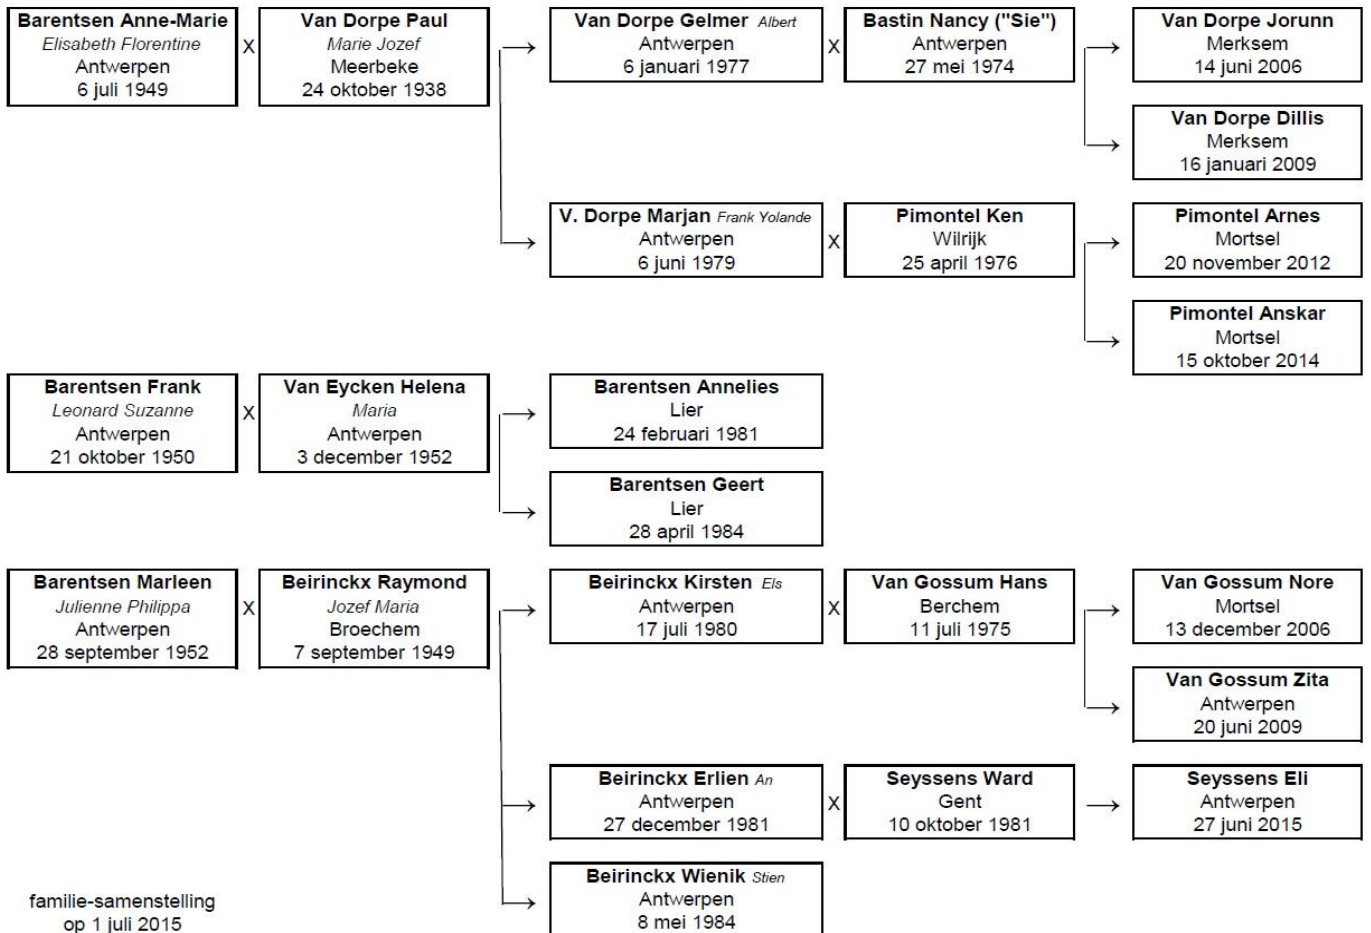 Barentsen Anne-Marie
Elisabeth Florentine
Antwerpen
6 juli 1949
X
Van Dorpe Paul
Marie Jozef
Meerbeke
24 oktober 1938
Van Dorpe Gelmer Albert
Antwerpen
6 januari 1977
X
Bastin Nancy ("Sie")
Antwerpen
27 mei 1974
Van Dorpe Jorunn
Merksem
14 juni 2006
Van Dorpe Dillis
Merksem
16 januari 2009
V. Dorpe Marjan Frank Yolande
Antwerpen
6 juni 1979
X
Pimontel Ken
Wilrijk
25 april 1976
Pimontel Arnes
Mortsel
20 november 2012
Pimontel Anskar
Mortsel
15 oktober 2014
Barentsen Frank
Leonard Suzanne
Antwerpen
21 oktober 1950
X
Van Eycken Helena
Maria
Antwerpen
3 december 1952
Barentsen Annelies
Lier
24 februari 1981
Barentsen Geert
Lier
28 april 1984
Barentsen Marleen
Julienne Philippa
Antwerpen
28 september 1952
X
Beirinckx Raymond
Jozef Maria
Broechem
7 september 1949
Beirinckx Kirsten Els
Antwerpen
17 juli 1980
X
Van Gossum Hans
Berchem
11 juli 1975
Van Gossum Nore
Mortsel
13 december 2006
Van Gossum Zita
Antwerpen
20 juni 2009
Beirinckx Erlien An
Antwerpen
27 december 1981
X
Seyssens Ward
Gent
10 oktober 1981
Seyssens Eli
Antwerpen
27 juni 2015
Beirinckx Wienik Stien
Antwerpen
8 mei 1984
familie-samenstelling
op 1 juli 2015